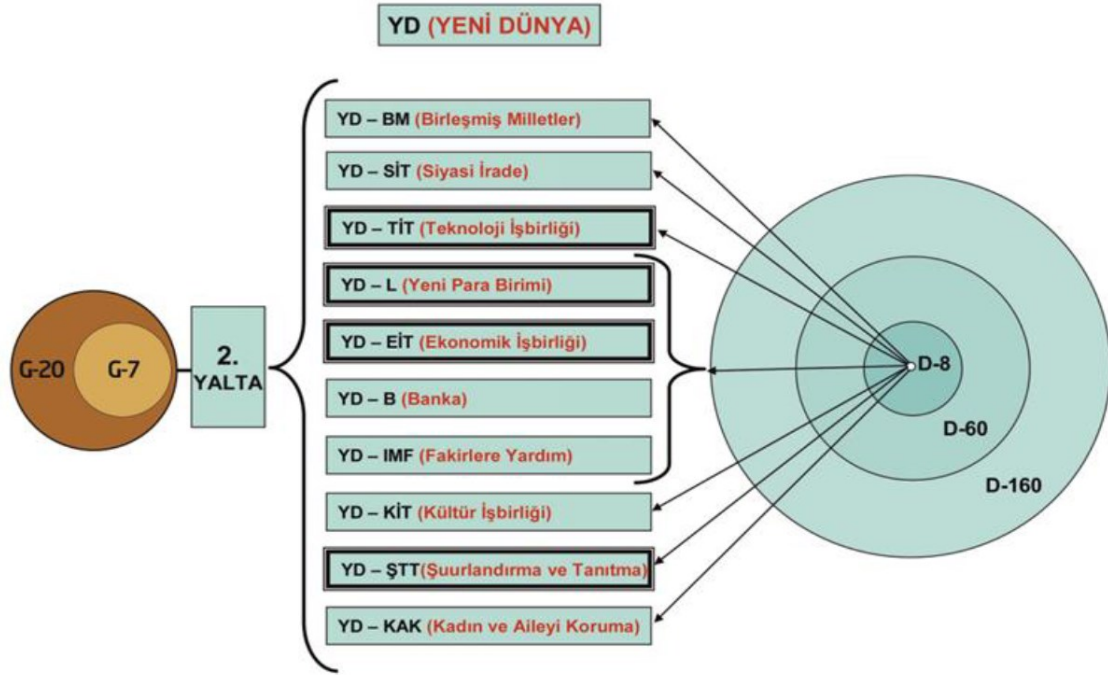 YD (YENİ DÜNYA)
YD – BM (Birleşmiş Milletler)
YD – SİT (Siyasi İrade)
YD – TİT (Teknoloji İşbirliği)
YD – L (Yeni Para Birimi)
YD – EİT (Ekonomik İşbirliği)
YD – B (Banka)
YD – IMF (Fakirlere Yardım)
YD – KİT (Kültür İşbirliği)
YD – ŞTT(Şuurlandırma ve Tanıtma)
YD – KAK (Kadın ve Aileyi Koruma)
G-20
G-7
2.
YALTA
D-8
D-60
D-160